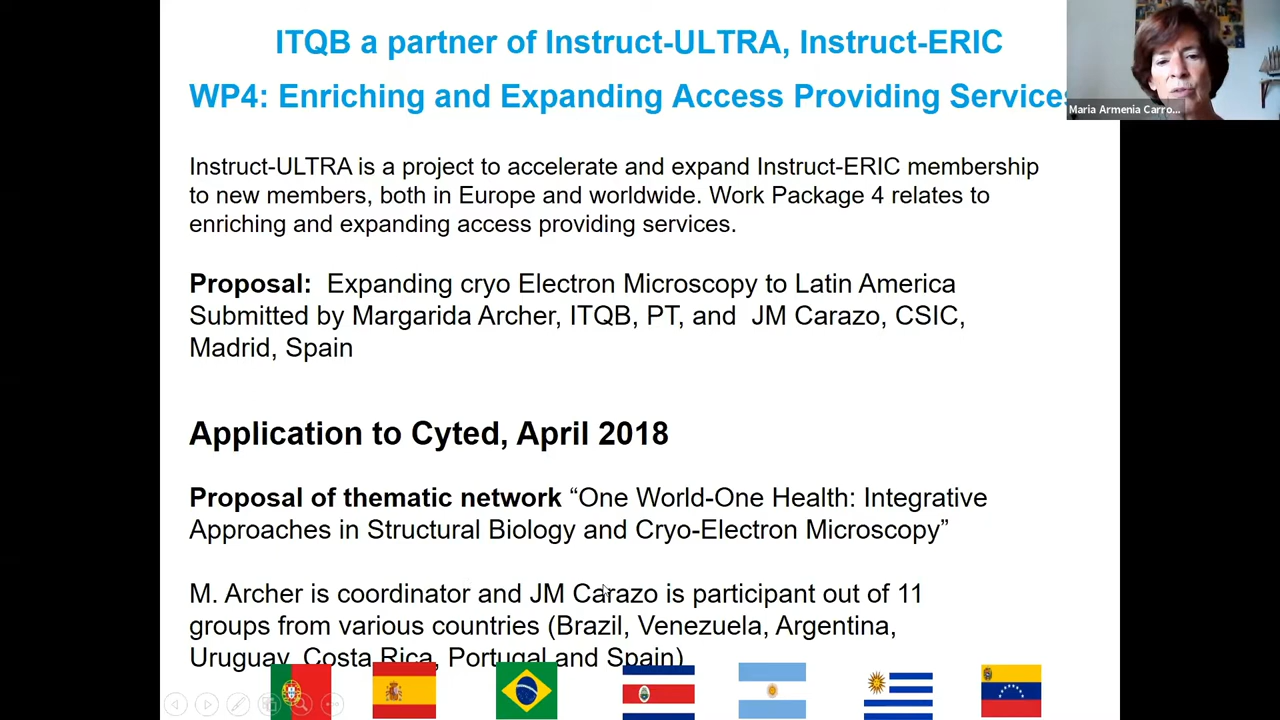 ITQB a partner of Instruct-ULTRA, Instruct-ERIC
WP4: Enriching and Expanding Access Providing Services
Maria Armenia Carro...
Instruct-ULTRA is a project to accelerate and expand Instruct-ERIC membership
to new members, both in Europe and worldwide. Work Package 4 relates to
enriching and expanding access providing services.
Proposal: Expanding cryo Electron Microscopy to Latin America
Submitted by Margarida Archer, ITQB, PT, and JM Carazo, CSIC,
Madrid, Spain
Application to Cyted, April 2018
Proposal of thematic network “One World-One Health: Integrative
Approaches in Structural Biology and Cryo-Electron Microscopy”
M. Archer is coordinator and JM Carazo is participant out of 11
groups from various countries (Brazil, Venezuela, Argentina,
Uruguay, Costa Rica, Portugal and Spain)